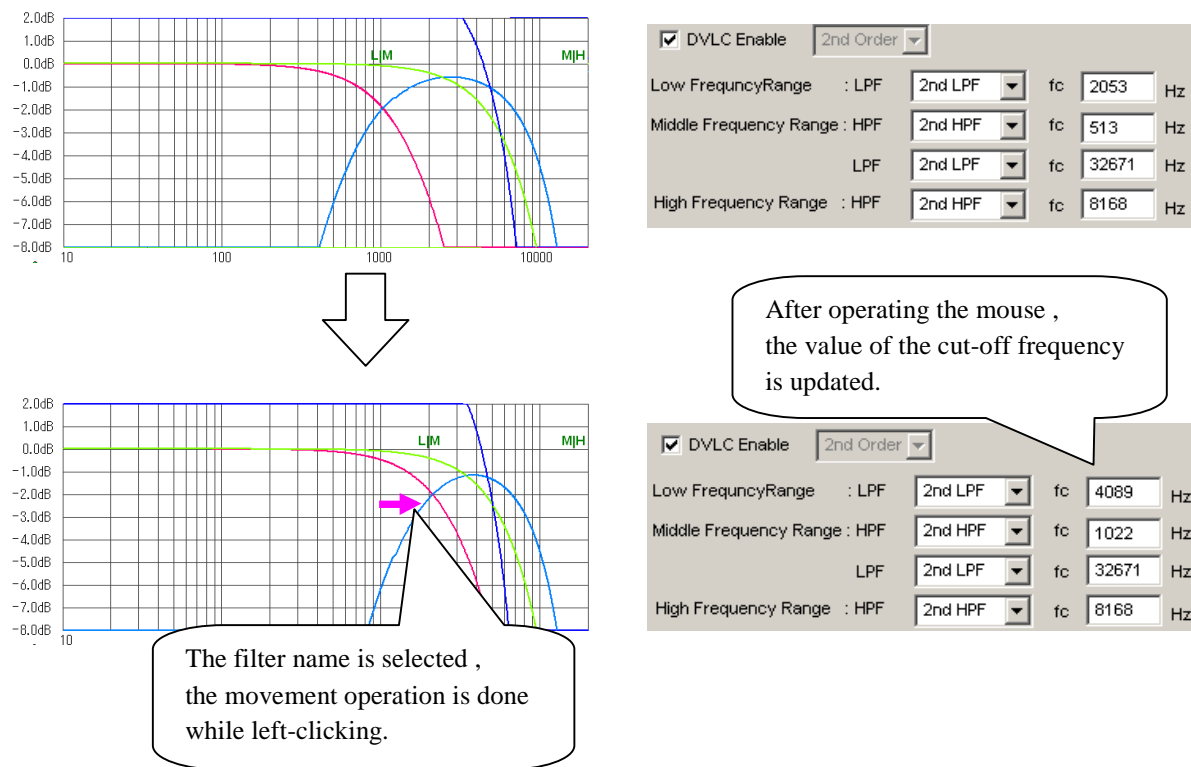 2.0dB
1.0dB
0.0dB
-1.0dB
-2.0dB
-3.0dB
-4.0dB
-5.0dB
-6.0dB
-7.0dB
-8.0dB
L|M M|H
10 100 1000 10000
DVLC Enable 2nd Order
Low FrequncyRange : LPF 2nd LPF fc 2053 Hz
Middle Frequency Range : HPF 2nd HPF fc 513 Hz
LPF 2nd LPF fc 32671 Hz
High Frequency Range : HPF 2nd HPF fc 8168 Hz
After operating the mouse ,
the value of the cut-off frequency
is updated.
2.0dB
1.0dB
0.0dB
-1.0dB
-2.0dB
-3.0dB
-4.0dB
-5.0dB
-6.0dB
-7.0dB
-8.0dB
L|M M|H
10
The filter name is selected ,
the movement operation is done
while left-clicking.
DVLC Enable 2nd Order
Low FrequncyRange : LPF 2nd LPF fc 4089 Hz
Middle Frequency Range : HPF 2nd HPF fc 1022 Hz
LPF 2nd LPF fc 32671 Hz
High Frequency Range : HPF 2nd HPF fc 8168 Hz